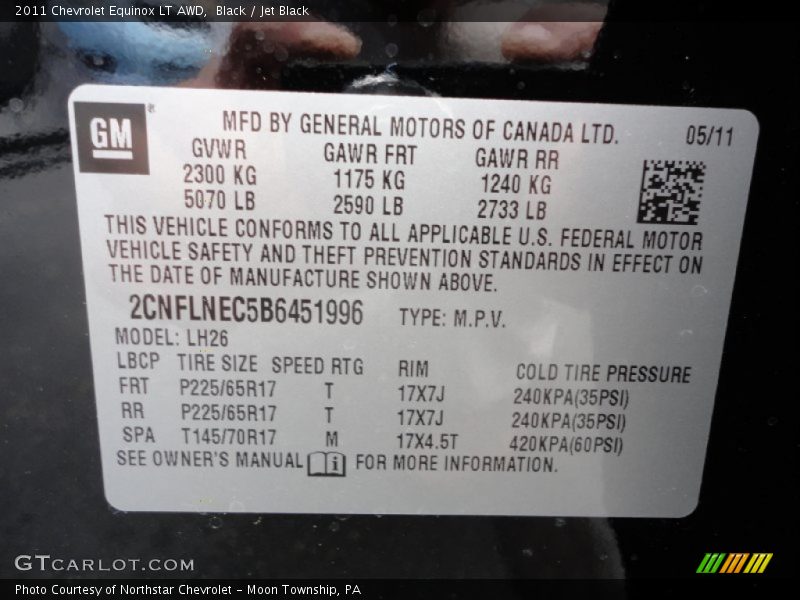 2011 Chevrolet Equinox LT AWD,  Black / Jet Black
GM ®
MFD BY GENERAL MOTORS OF CANADA LTD. 05/11
GVWR GAWR FRT GAWR RR
2300 KG 1175 KG 1240 KG
5070 LB 2590 LB 2733 LB
THIS VEHICLE CONFORMS TO ALL APPLICABLE U.S. FEDERAL MOTOR
VEHICLE SAFETY AND THEFT PREVENTION STANDARDS IN EFFECT ON
THE DATE OF MANUFACTURE SHOWN ABOVE.
2CNFLNEC5B6451996 TYPE: M.P.V.
MODEL: LH26
LBCP TIRE SIZE SPEED RTG RIM COLD TIRE PRESSURE
FRT P225/65R17 T 17X7J 240KPA(35PSI)
RR P225/65R17 T 17X7J 240KPA(35PSI)
SPA T145/70R17 M 17X4.5T 420KPA(60PSI)
SEE OWNER'S MANUAL i FOR MORE INFORMATION.
GTCARLOT.COM
Photo Courtesy of Northstar Chevrolet - Moon Township, PA